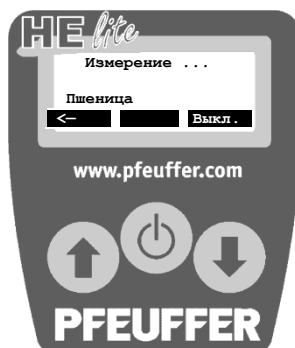 HE lite
Измерение ...
Пшеница
<— Выкл.
www.pfeuffer.com
PFEUFFER